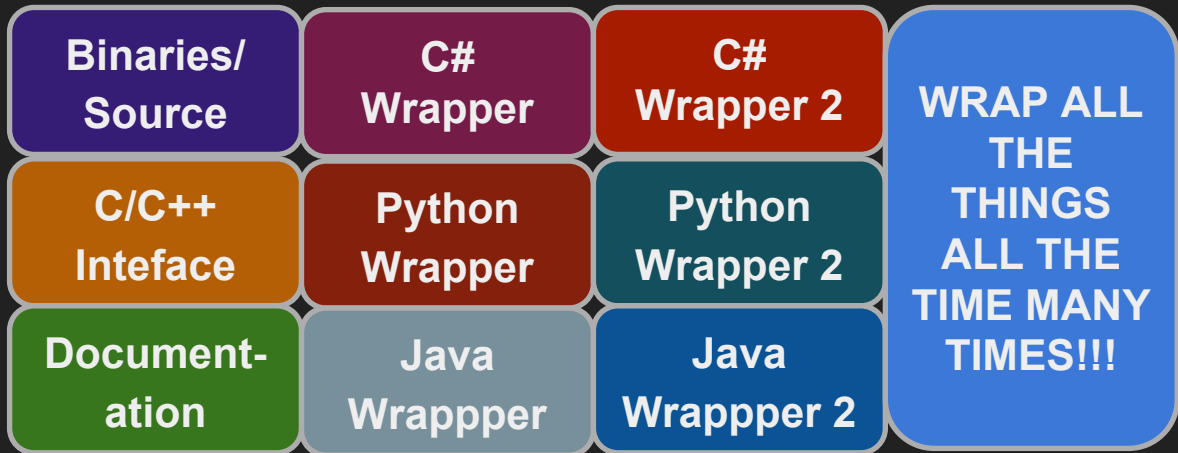 Binaries/
Source
C#
Wrapper
C#
Wrapper 2
WRAP ALL
THE
THINGS
ALL THE
TIME MANY
TIMES!!!
C/C++
Inteface
Python
Wrapper
Python
Wrapper 2
Document-
ation
Java
Wrappper
Java
Wrappper 2